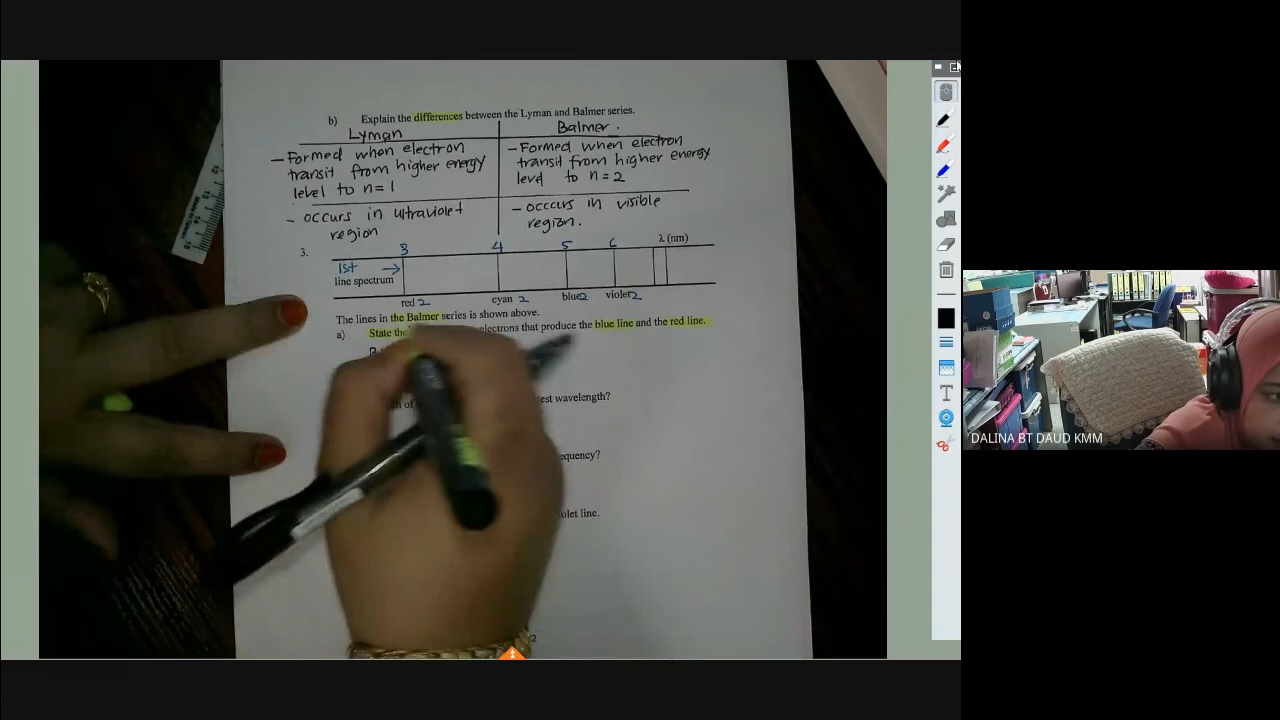 b) Explain the differences between the Lyman and Balmer series.
Lyman
Balmer.
- Formed when electron
transit from higher energy
level to n=1
- Formed when electron
transit from higher energy
level to n=2
- occurs in ultraviolet
region
- occcurs in visible
region.
3.
3 4 5 6 λ (nm)
1st →
line spectrum
red 2 cyan 2 blue2 violet2
The lines in the Balmer series is shown above.
a) State the electrons that produce the blue line and the red line.
of
wavelength?
line.
DALINA BT DAUD KMM
T
2